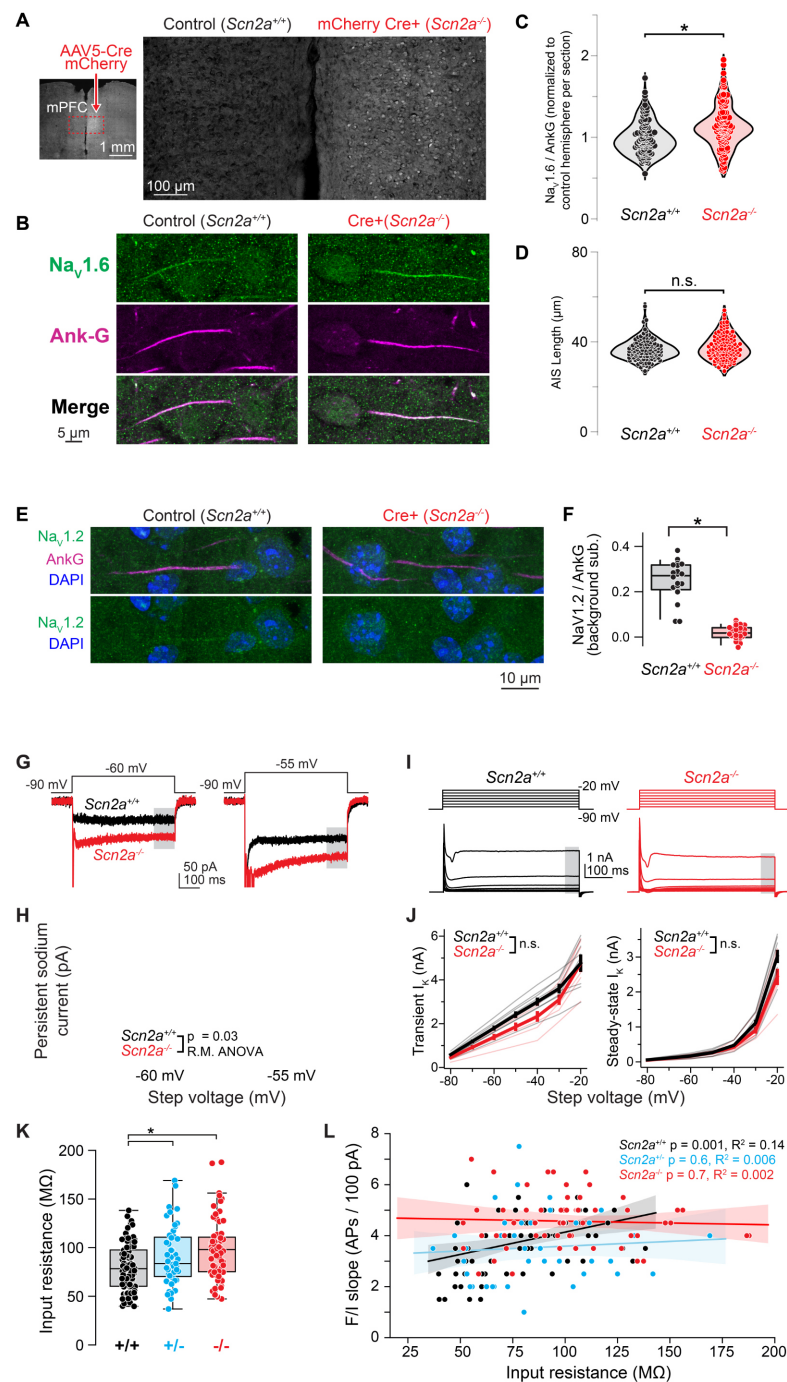 A
Control (Scn2a+/+)
mCherry Cre+ (Scn2a-/-)
AAV5-Cre
mCherry
mPFC
1 mm
100 µm
B
Control (Scn2a+/+)
Cre+(Scn2a-/-)
NaV1.6
Ank-G
Merge
5 µm
C
NaV1.6 / AnkG (normalized to
control hemisphere per section)
2
1
0
*
Scn2a+/+
Scn2a-/-
D
AIS Length (µm)
80
40
0
n.s.
Scn2a+/+
Scn2a-/-
E
Control (Scn2a+/+)
Cre+ (Scn2a-/-)
NaV1.2
AnkG
DAPI
NaV1.2
DAPI
10 µm
F
NaV1.2 / AnkG
(background sub.)
0.4
0.2
0.0
*
Scn2a+/+
Scn2a-/-
G
-60 mV
-90 mV
Scn2a+/+
Scn2a-/-
-55 mV
-90 mV
50 pA
100 ms
H
Persistent sodium
current (pA)
Scn2a+/+
Scn2a-/-
p = 0.03
R.M. ANOVA
-60 mV
-55 mV
Step voltage (mV)
I
Scn2a+/+
Scn2a-/-
-20 mV
-90 mV
1 nA
100 ms
J
Transient IK (nA)
6
4
2
0
Scn2a+/+
Scn2a-/-
n.s.
-80
-60
-40
-20
Steady-state IK (nA)
3
2
1
0
Scn2a+/+
Scn2a-/-
n.s.
-80
-60
-40
-20
Step voltage (mV)
K
Input resistance (MΩ)
200
150
100
50
0
*
+/+
+/-
-/-
L
F/I slope (APs / 100 pA)
8
6
4
2
0
Scn2a+/+ p = 0.001, R2 = 0.14
Scn2a+/- p = 0.6, R2 = 0.006
Scn2a-/- p = 0.7, R2 = 0.002
25
50
75
100
125
150
175
200
Input resistance (MΩ)